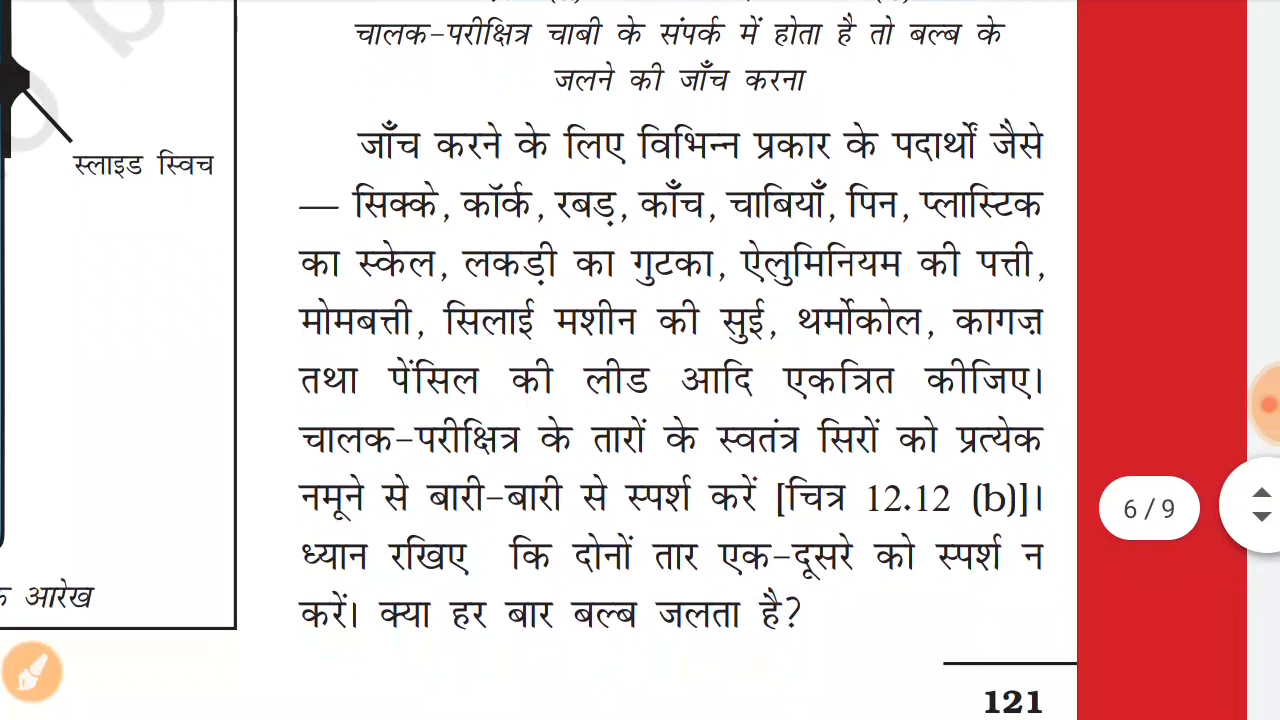 चालक-परीक्षित्र चाबी के संपर्क में होता है तो बल्ब के
जलने की जाँच करना
स्लाइड स्विच
जाँच करने के लिए विभिन्न प्रकार के पदार्थों जैसे
— सिक्के, कॉर्क, रबड़, काँच, चाबियाँ, पिन, प्लास्टिक
का स्केल, लकड़ी का गुटका, ऐलुमिनियम की पत्ती,
मोमबत्ती, सिलाई मशीन की सुई, थर्मोकोल, कागज़
तथा पेंसिल की लीड आदि एकत्रित कीजिए।
चालक-परीक्षित्र के तारों के स्वतंत्र सिरों को प्रत्येक
नमूने से बारी-बारी से स्पर्श करें [चित्र 12.12 (b)]।
ध्यान रखिए कि दोनों तार एक-दूसरे को स्पर्श न
करें। क्या हर बार बल्ब जलता है?
आरेख
121
6/9